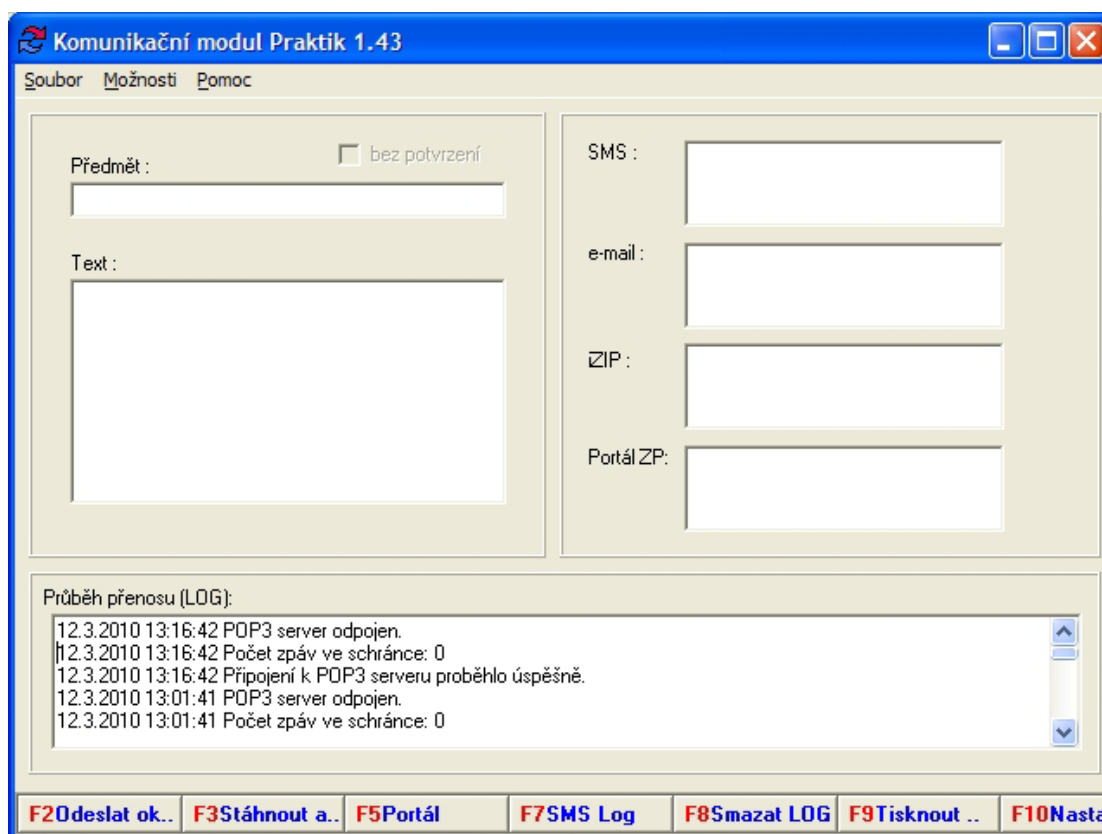 Komunikační modul Praktik 1.43
Soubor Možnosti Pomoc
bez potvrzení
Předmět :
Text :
SMS :
e-mail :
iZIP :
Portál ZP:
Průběh přenosu (LOG):
12.3.2010 13:16:42 POP3 server odpojen.
12.3.2010 13:16:42 Počet zpáv ve schránce: 0
12.3.2010 13:16:42 Připojení k POP3 serveru proběhlo úspěšně.
12.3.2010 13:01:41 POP3 server odpojen.
12.3.2010 13:01:41 Počet zpáv ve schránce: 0
F2Odeslat ok.. F3Stáhnout a.. F5Portál F7SMS Log F8Smazat LOG F9Tisknout .. F10Nasta